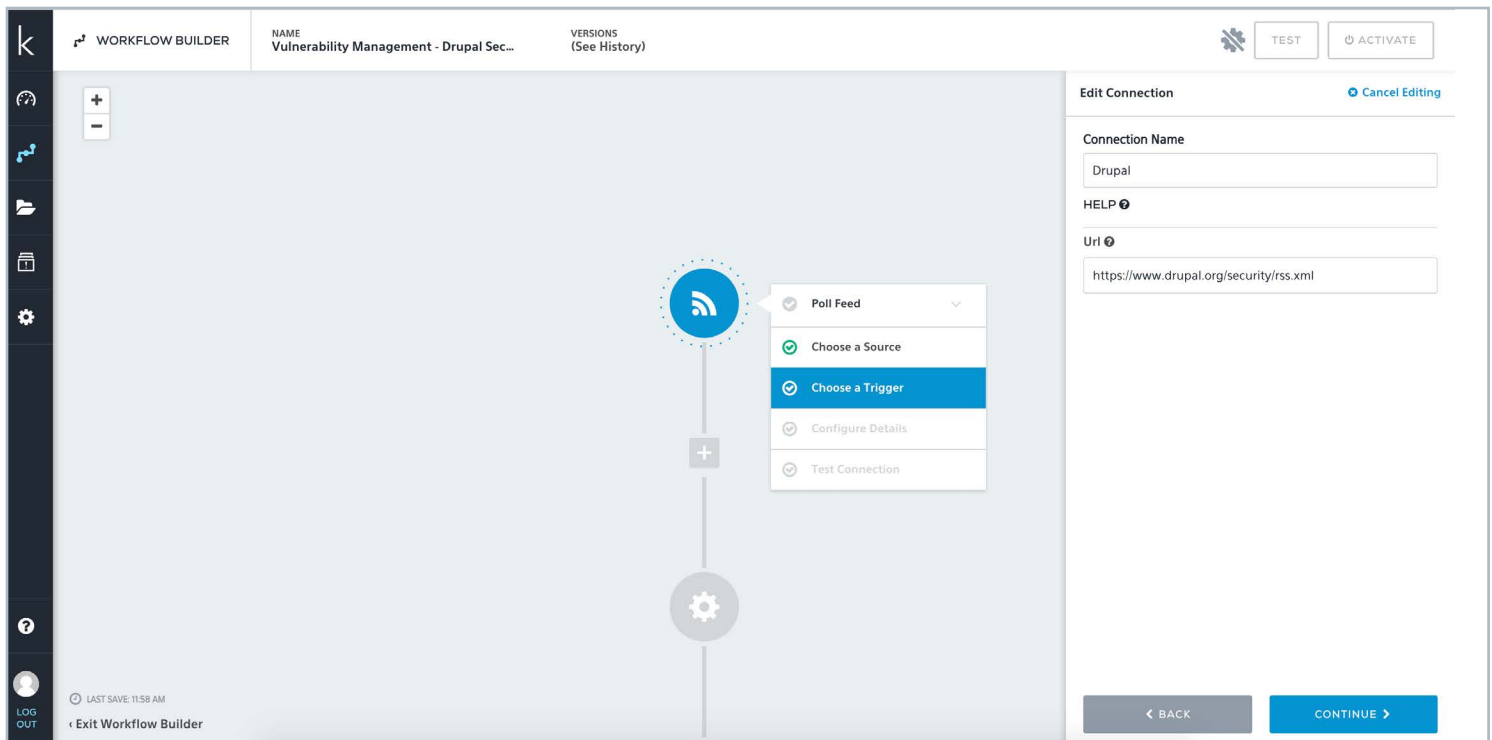 k
WORKFLOW BUILDER
NAME
Vulnerability Management - Drupal Sec...
VERSIONS
(See History)
TEST
ACTIVATE
Edit Connection
Cancel Editing
Connection Name
Drupal
HELP
Url
https://www.drupal.org/security/rss.xml
Poll Feed
Choose a Source
Choose a Trigger
Configure Details
Test Connection
LOG
OUT
LAST SAVE: 11:58 AM
‹ Exit Workflow Builder
BACK
CONTINUE